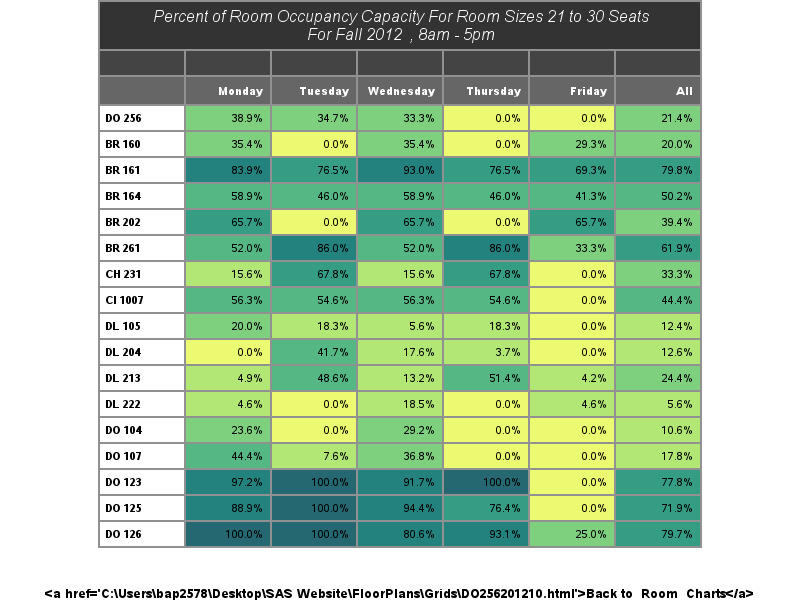 Percent of Room Occupancy Capacity For Room Sizes 21 to 30 Seats
For Fall 2012 , 8am - 5pm
Monday Tuesday Wednesday Thursday Friday All
DO 256 38.9% 34.7% 33.3% 0.0% 0.0% 21.4%
BR 160 35.4% 0.0% 35.4% 0.0% 29.3% 20.0%
BR 161 83.9% 76.5% 93.0% 76.5% 69.3% 79.8%
BR 164 58.9% 46.0% 58.9% 46.0% 41.3% 50.2%
BR 202 65.7% 0.0% 65.7% 0.0% 65.7% 39.4%
BR 261 52.0% 86.0% 52.0% 86.0% 33.3% 61.9%
CH 231 15.6% 67.8% 15.6% 67.8% 0.0% 33.3%
CI 1007 56.3% 54.6% 56.3% 54.6% 0.0% 44.4%
DL 105 20.0% 18.3% 5.6% 18.3% 0.0% 12.4%
DL 204 0.0% 41.7% 17.6% 3.7% 0.0% 12.6%
DL 213 4.9% 48.6% 13.2% 51.4% 4.2% 24.4%
DL 222 4.6% 0.0% 18.5% 0.0% 4.6% 5.6%
DO 104 23.6% 0.0% 29.2% 0.0% 0.0% 10.6%
DO 107 44.4% 7.6% 36.8% 0.0% 0.0% 17.8%
DO 123 97.2% 100.0% 91.7% 100.0% 0.0% 77.8%
DO 125 88.9% 100.0% 94.4% 76.4% 0.0% 71.9%
DO 126 100.0% 100.0% 80.6% 93.1% 25.0% 79.7%
<a href='C:\Users\bap2578\Desktop\SAS Website\FloorPlans\Grids\DO256201210.html'>Back to Room Charts</a>